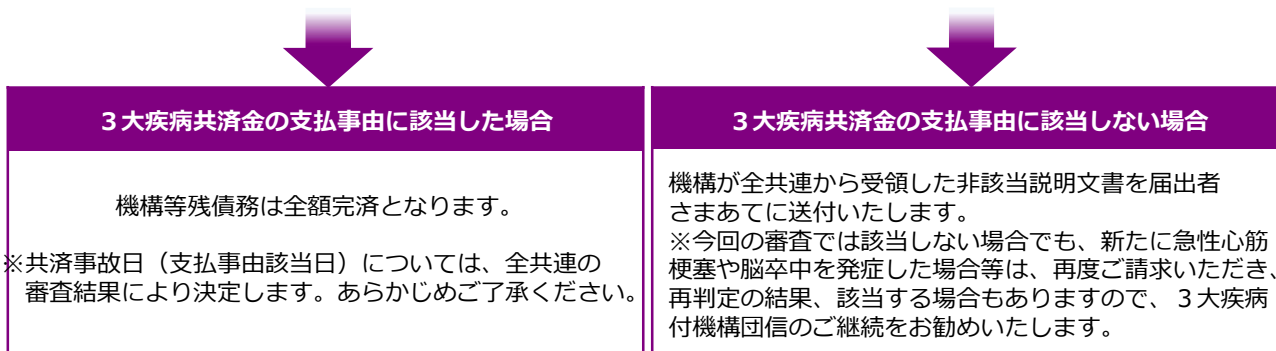 ３大疾病共済金の支払事由に該当した場合
機構等残債務は全額完済となります。
※共済事故日（支払事由該当日）については、全共連の
審査結果により決定します。あらかじめご了承ください。
３大疾病共済金の支払事由に該当しない場合
機構が全共連から受領した非該当説明文書を届出者
さまあてに送付いたします。
※今回の審査では該当しない場合でも、新たに急性心筋
梗塞や脳卒中を発症した場合等は、再度ご請求いただき、
再判定の結果、該当する場合もありますので、３大疾病
付機構団信のご継続をお勧めいたします。